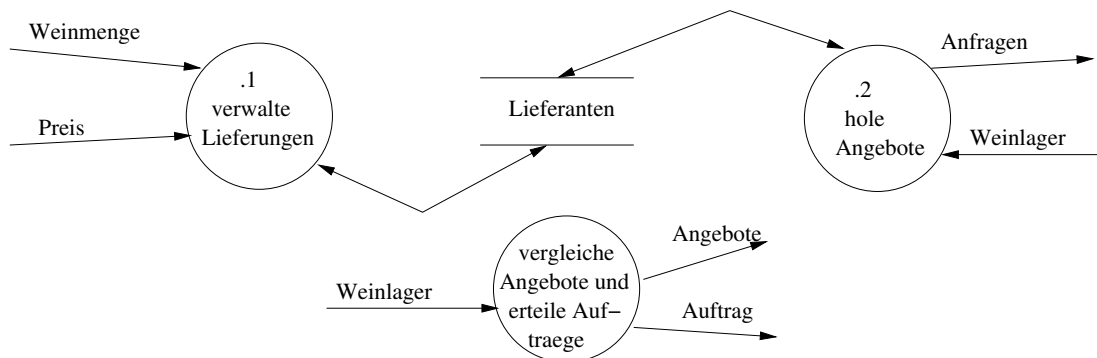 Weinmenge
.1
verwalte
Lieferungen
Preis
Lieferanten
.2
hole
Angebote
Anfragen
Weinlager
Weinlager
vergleiche
Angebote und
erteile Auf-
traege
Angebote
Auftrag